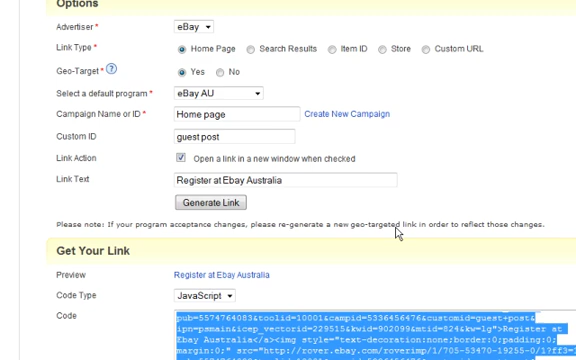 Options
Advertiser * eBay
Link Type * Home Page Search Results Item ID Store Custom URL
Geo-Target * ? Yes No
Select a default program * eBay AU
Campaign Name or ID * Home page Create New Campaign
Custom ID guest post
Link Action Open a link in a new window when checked
Link Text Register at Ebay Australia
Generate Link
Please note: If your program acceptance changes, please re-generate a new geo-targeted link in order to reflect those changes.
Get Your Link
Preview Register at Ebay Australia
Code Type JavaScript
Code pub=5574764083&toolid=10001&campid=5336456476&customid=guest+post&
ipn=psmain&icep_vectorid=229515&kwid=902099&mtid=824&kw=lg">Register at
Ebay Australia</a><img style="text-decoration:none;border:0;padding:0;
margin:0;" src="http://rover.ebay.com/roverimp/1/705-53470-19255-0/1?ff3=